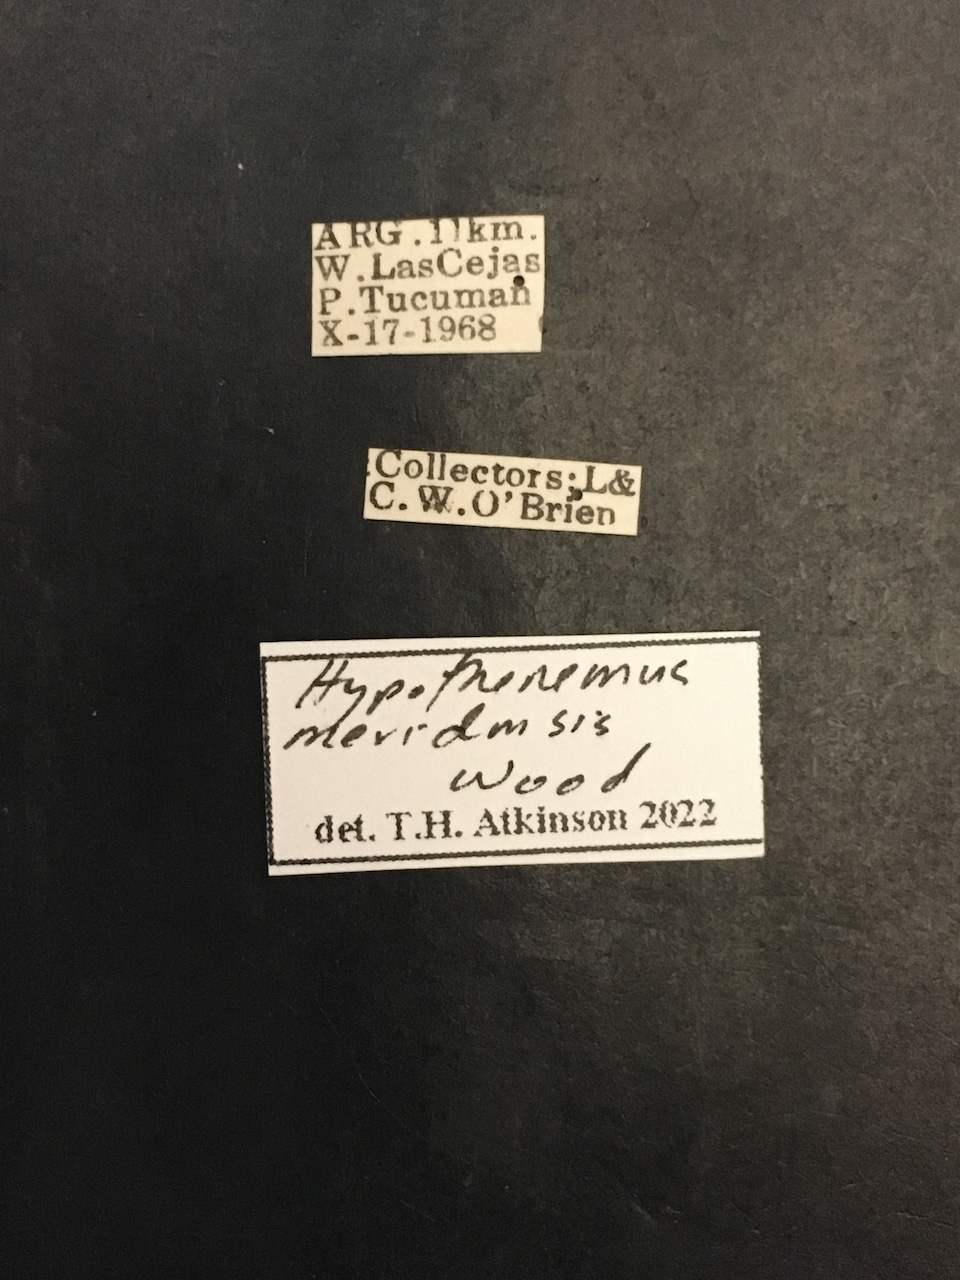 ARG.11km.
W.LasCejas
P.Tucuman
X-17-1968
Collectors;L&
C.W.O'Brien
Hypothenemus
meridensis
Wood
det. T.H. Atkinson 2022